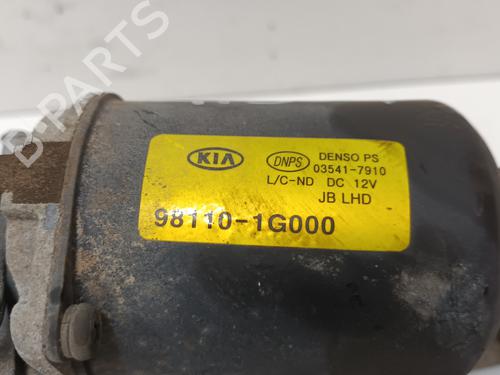 B-PARTS
KIA
DNPS
DENSO PS
03541-7910
L/C-ND DC 12V
JB LHD
98110-1G000